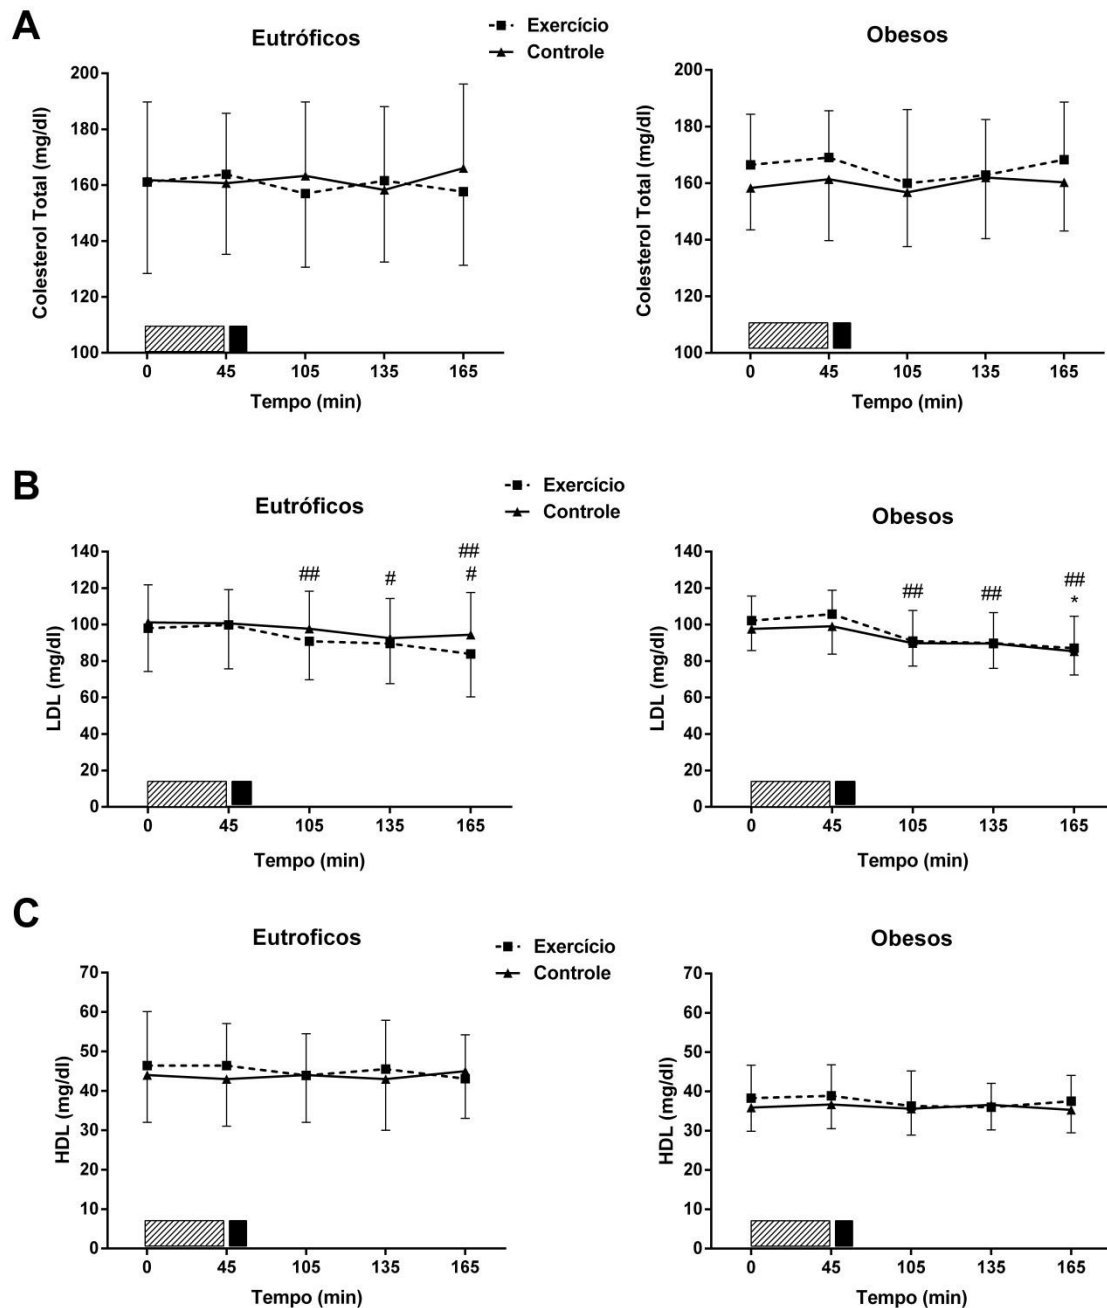 A
Eutróficos
Exercício
Controle
Obesos
Colesterol Total (mg/dl)
200
180
160
140
120
100
0 45 105 135 165
Tempo (min)
Colesterol Total (mg/dl)
200
180
160
140
120
100
0 45 105 135 165
Tempo (min)
B
Eutróficos
Exercício
Controle
Obesos
LDL (mg/dl)
140
120
100
80
60
40
20
0
## # ##
#
0 45 105 135 165
Tempo (min)
LDL (mg/dl)
140
120
100
80
60
40
20
0
## ## ##
*
0 45 105 135 165
Tempo (min)
C
Eutroficos
Exercício
Controle
Obesos
HDL (mg/dl)
70
60
50
40
30
20
10
0
0 45 105 135 165
Tempo (min)
HDL (mg/dl)
70
60
50
40
30
20
10
0
0 45 105 135 165
Tempo (min)